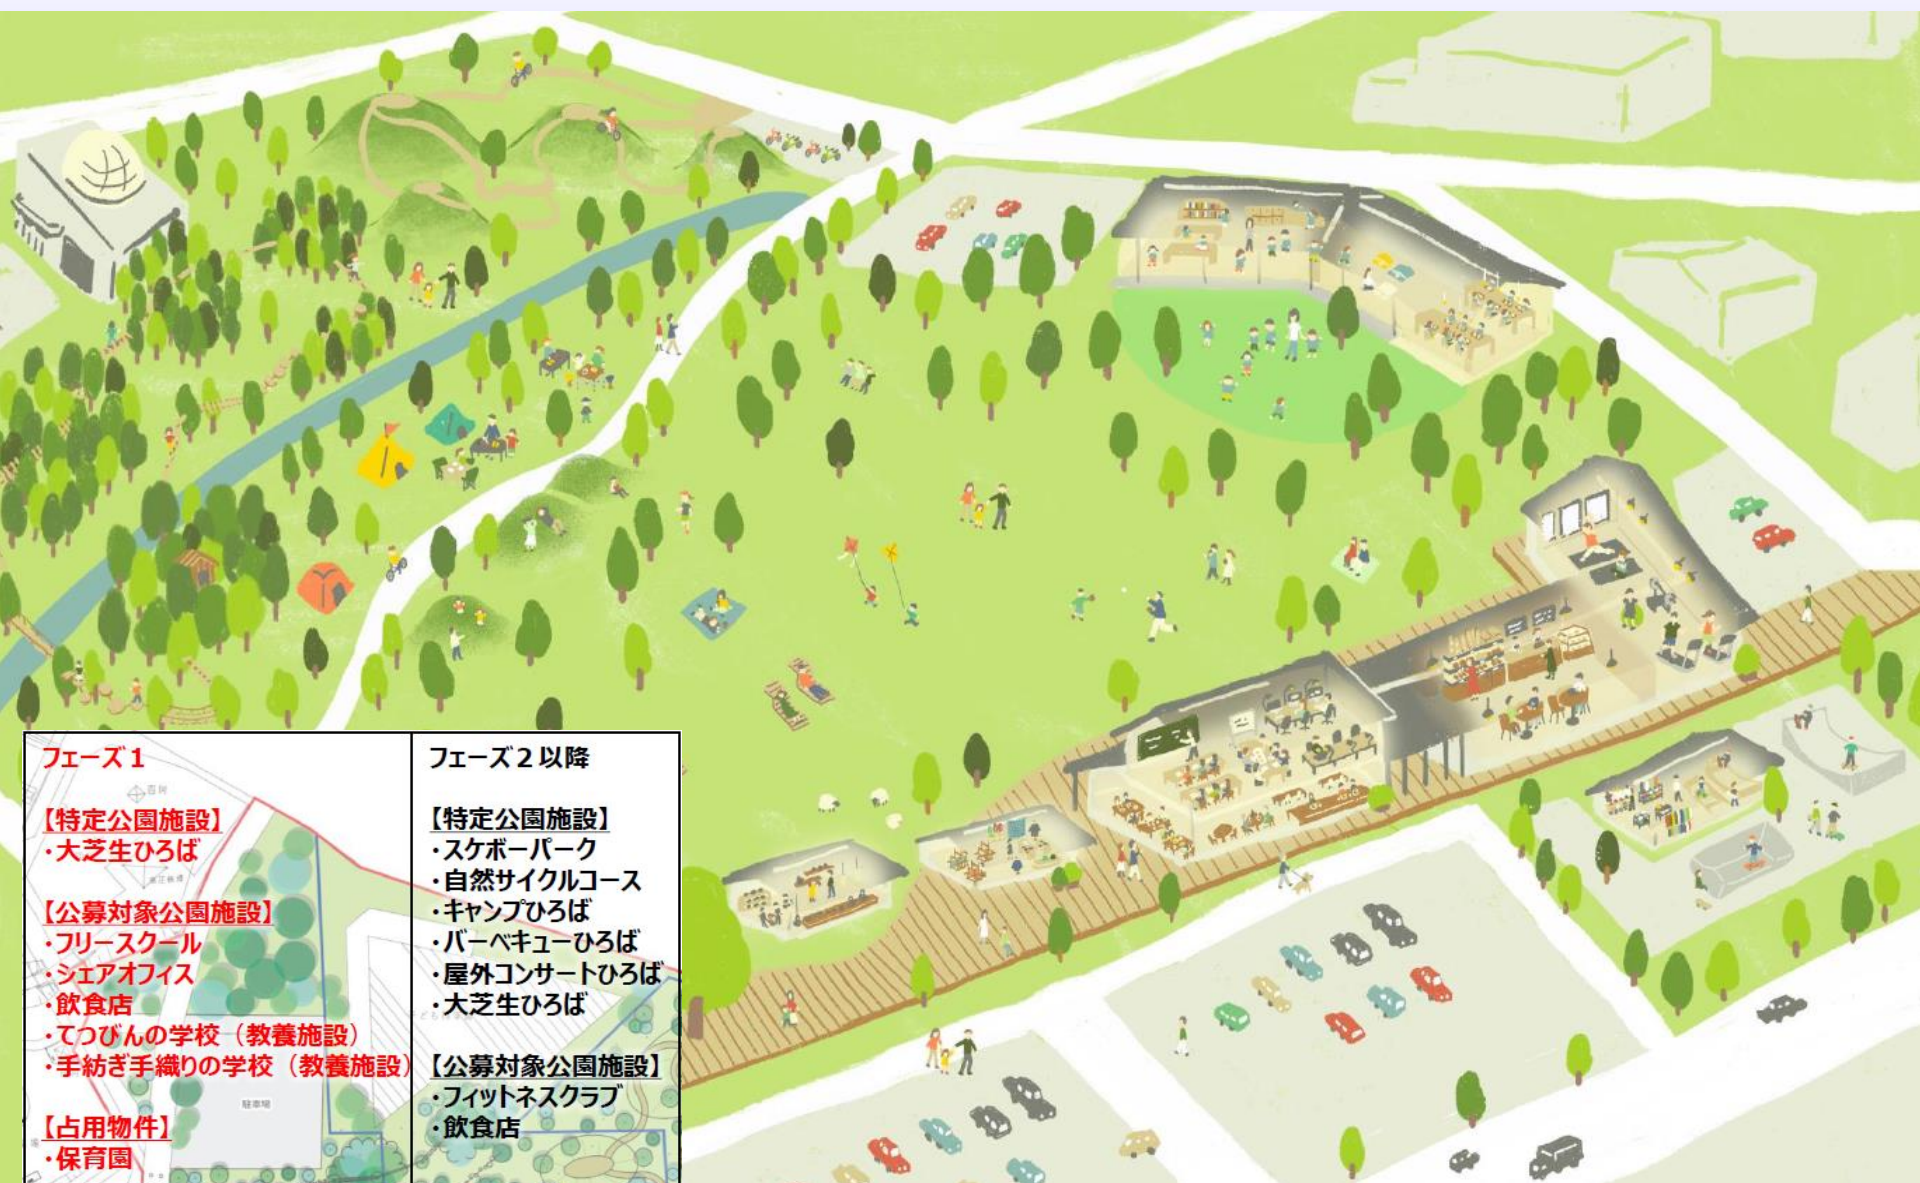 フェーズ1
【特定公園施設】
・大芝生ひろば
【公募対象公園施設】
・フリースクール
・シェアオフィス
・飲食店
・てつびんの学校（教養施設）
・手紡ぎ手織りの学校（教養施設）
【占用物件】
・保育園
フェーズ2以降
【特定公園施設】
・スケボーパーク
・自然サイクルコース
・キャンプひろば
・バーベキューひろば
・屋外コンサートひろば
・大芝生ひろば
【公募対象公園施設】
・フィットネスクラブ
・飲食店
駐車場